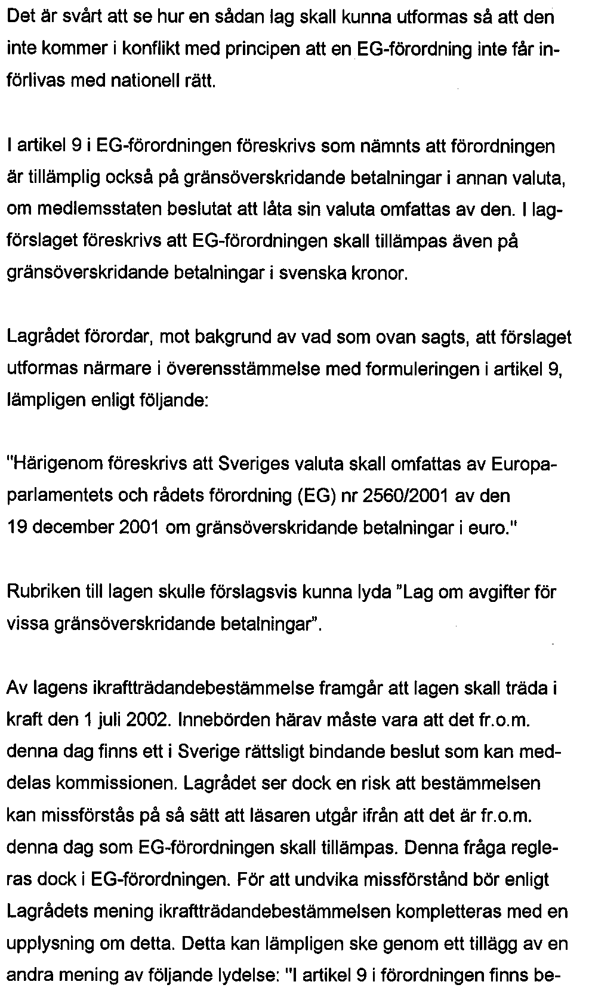 Det är svårt att se hur en sådan lag skall kunna utformas så att den
inte kommer i konflikt med principen att en EG-förordning inte får in-
förlivas med nationell rätt.
I artikel 9 i EG-förordningen föreskrivs som nämnts att förordningen
är tillämplig också på gränsöverskridande betalningar i annan valuta,
om medlemsstaten beslutat att låta sin valuta omfattas av den. I lag-
förslaget föreskrivs att EG-förordningen skall tillämpas även på
gränsöverskridande betalningar i svenska kronor.
Lagrådet förordar, mot bakgrund av vad som ovan sagts, att förslaget
utformas närmare i överensstämmelse med formuleringen i artikel 9,
lämpligen enligt följande:
"Härigenom föreskrivs att Sveriges valuta skall omfattas av Europa-
parlamentets och rådets förordning (EG) nr 2560/2001 av den
19 december 2001 om gränsöverskridande betalningar i euro."
Rubriken till lagen skulle förslagsvis kunna lyda ”Lag om avgifter för
vissa gränsöverskridande betalningar”.
Av lagens ikraftträdandebestämmelse framgår att lagen skall träda i
kraft den 1 juli 2002. Innebörden härav måste vara att det fr.o.m.
denna dag finns ett i Sverige rättsligt bindande beslut som kan med-
delas kommissionen. Lagrådet ser dock en risk att bestämmelsen
kan missförstås på så sätt att läsaren utgår ifrån att det är fr.o.m.
denna dag som EG-förordningen skall tillämpas. Denna fråga regle-
ras dock i EG-förordningen. För att undvika missförstånd bör enligt
Lagrådets mening ikraftträdandebestämmelsen kompletteras med en
upplysning om detta. Detta kan lämpligen ske genom ett tillägg av en
andra mening av följande lydelse: "I artikel 9 i förordningen finns be-